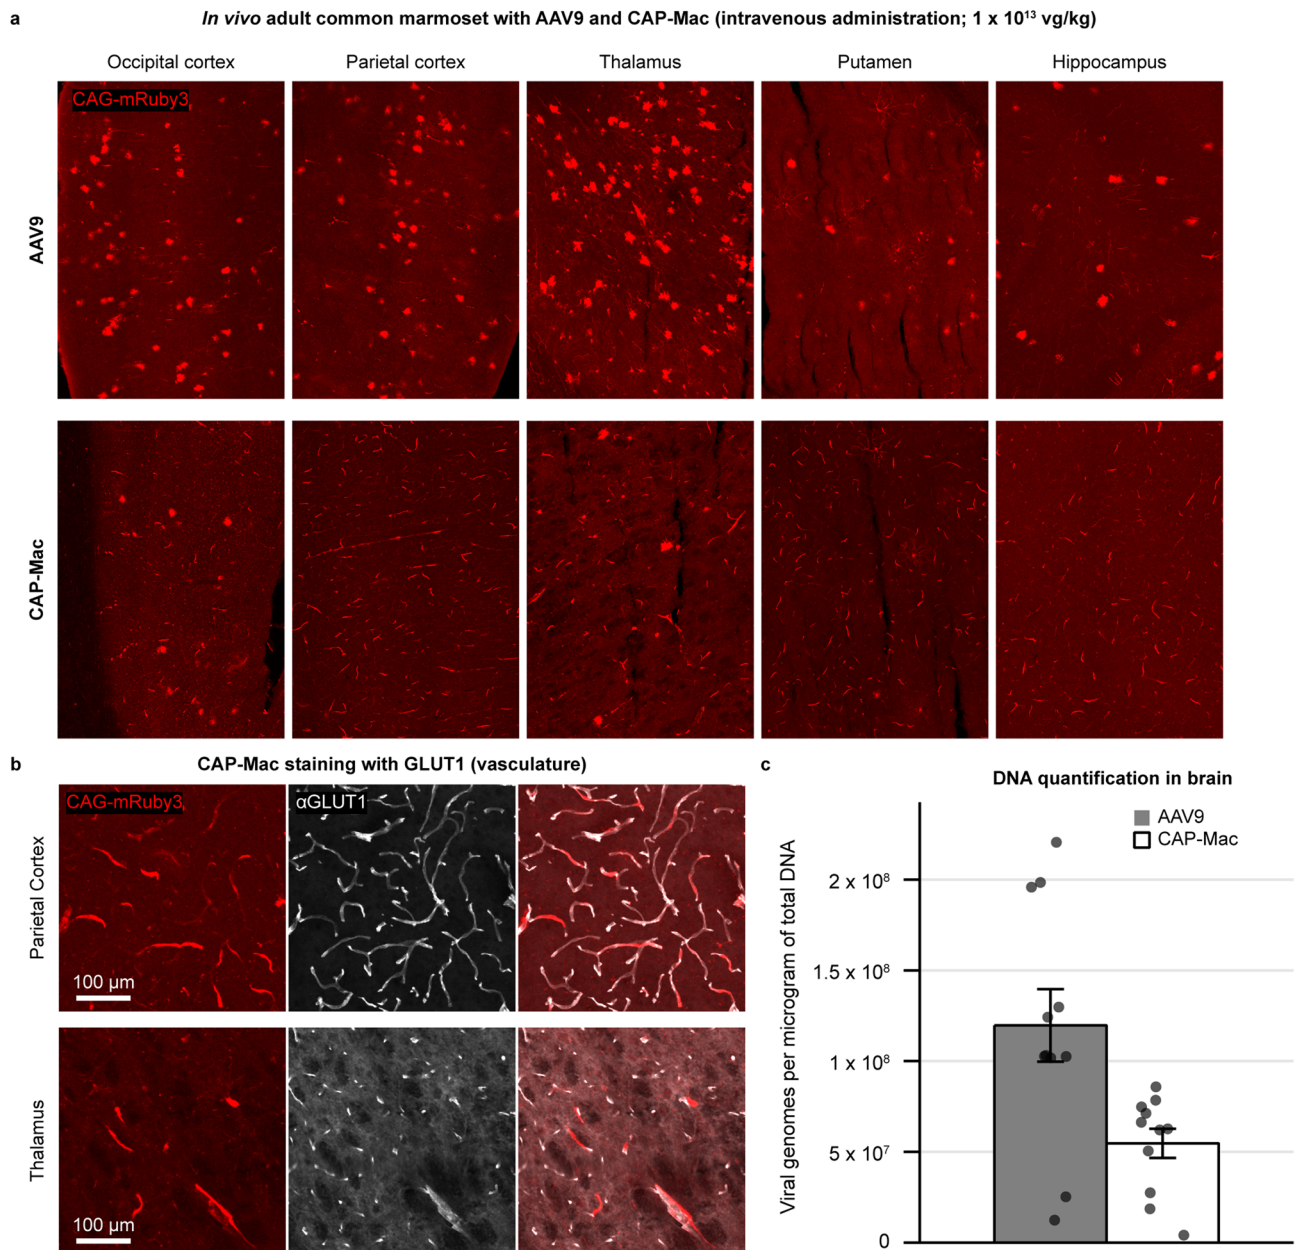 a
In vivo adult common marmoset with AAV9 and CAP-Mac (intravenous administration; 1 x 10¹³ vg/kg)
Occipital cortex
Parietal cortex
Thalamus
Putamen
Hippocampus
CAG-mRuby3
AAV9
CAP-Mac
b
CAP-Mac staining with GLUT1 (vasculature)
CAG-mRuby3
αGLUT1
Parietal Cortex
100 µm
Thalamus
100 µm
c
DNA quantification in brain
AAV9
CAP-Mac
Viral genomes per microgram of total DNA
2 x 10⁸
1.5 x 10⁸
1 x 10⁸
5 x 10⁷
0